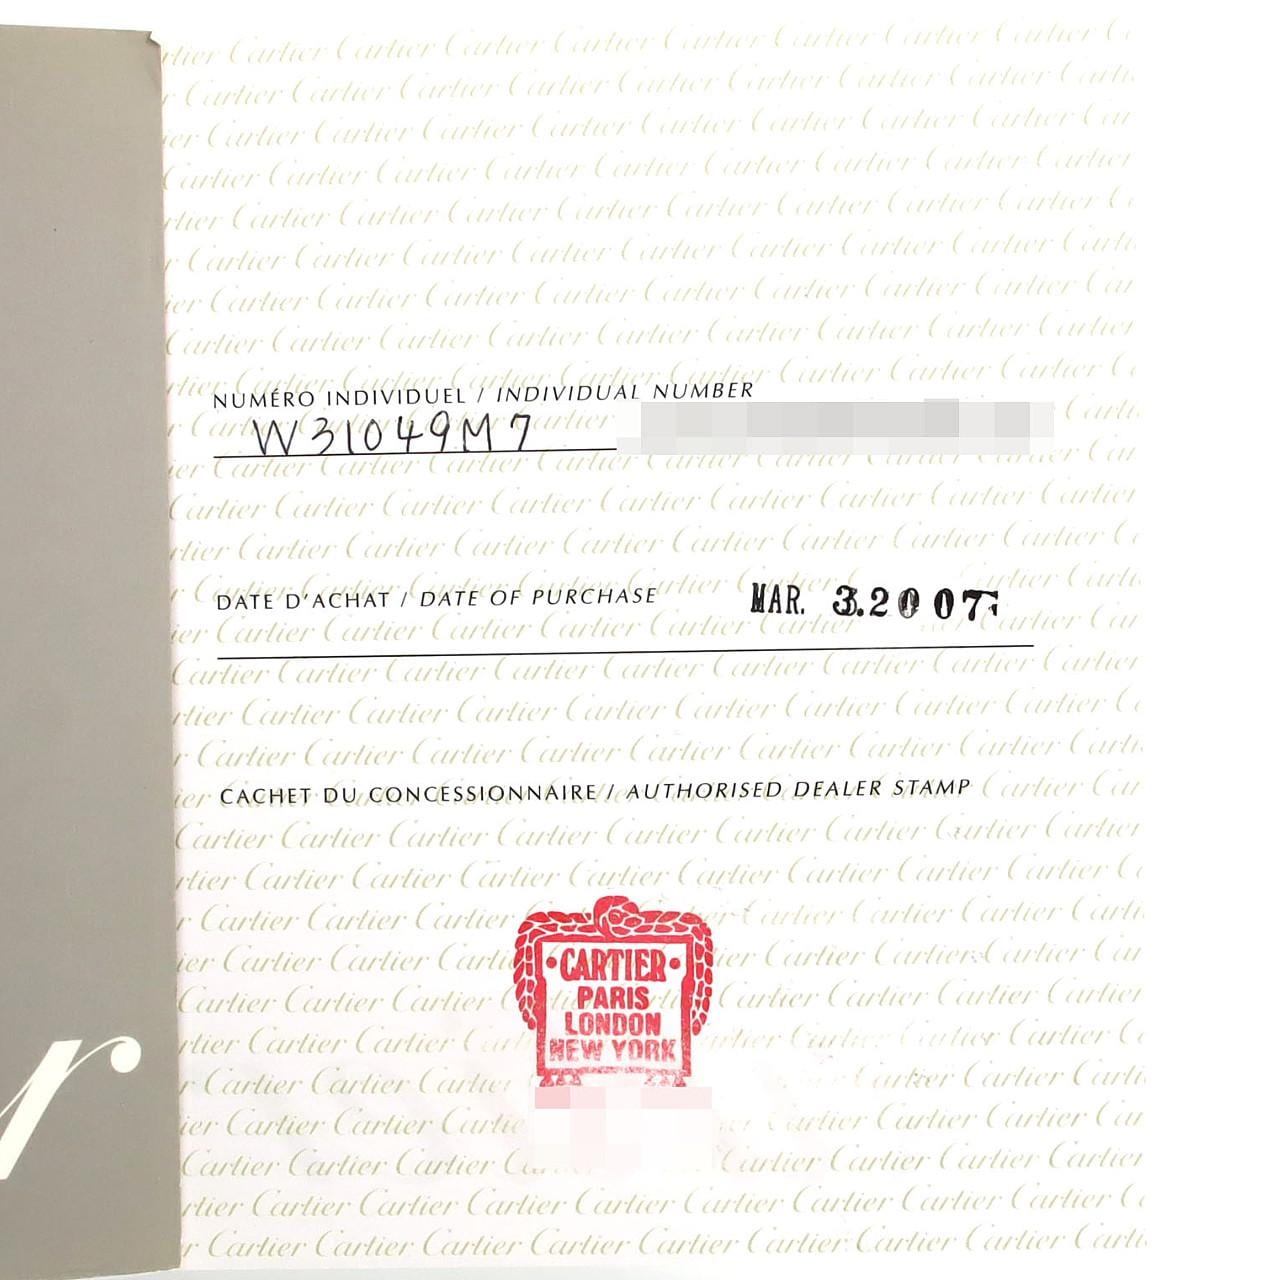 NUMÉRO INDIVIDUEL / INDIVIDUAL NUMBER
W31049M7
DATE D'ACHAT / DATE OF PURCHASE MAR. 3.2007
CACHET DU CONCESSIONNAIRE / AUTHORISED DEALER STAMP
•CARTIER•
PARIS
LONDON
NEW YORK